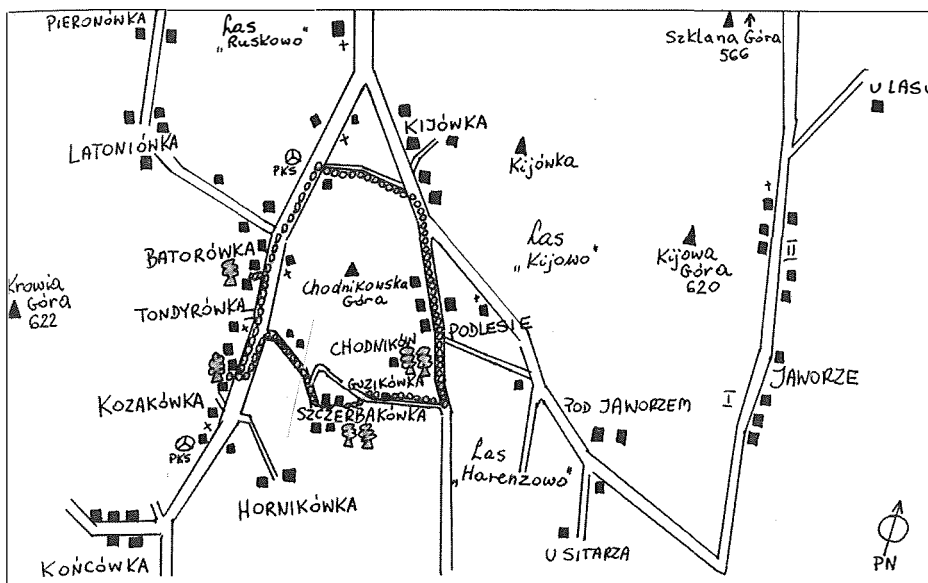 PIERONÓWKA
Las
„Ruskowo"
Szklana Góra
566
U LASU
LATONIÓWKA
KIJÓWKA
PKS
Kijówka
BATORÓWKA
Las
„Kijowo"
Kijowa
Góra
620
II
Krowia
Góra
622
Chodnikowska
Góra
TONDYRÓWKA
PODLESIE
CHODNIKÓW
GUZIKÓWKA
JAWORZE
I
KOZAKÓWKA
SZCZERBAKÓWKA
POD JAWORZEM
PKS
Las
„Harenzowo"
HORNIKÓWKA
U SITARZA
KOŃCÓWKA
PN